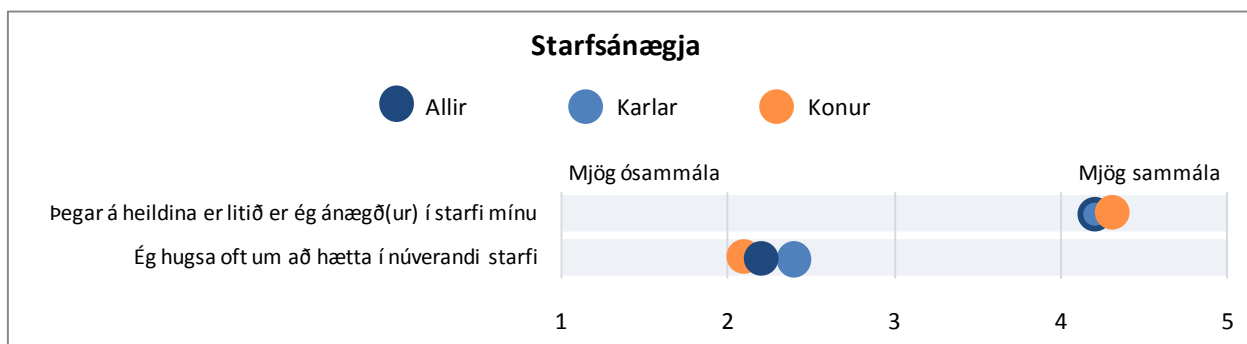 Starfsánægja
Allir Karlar Konur
Mjög ósammála Mjög sammála
Þegar á heildina er litið er ég ánægð(ur) í starfi mínu
Ég hugsa oft um að hætta í núverandi starfi
1 2 3 4 5